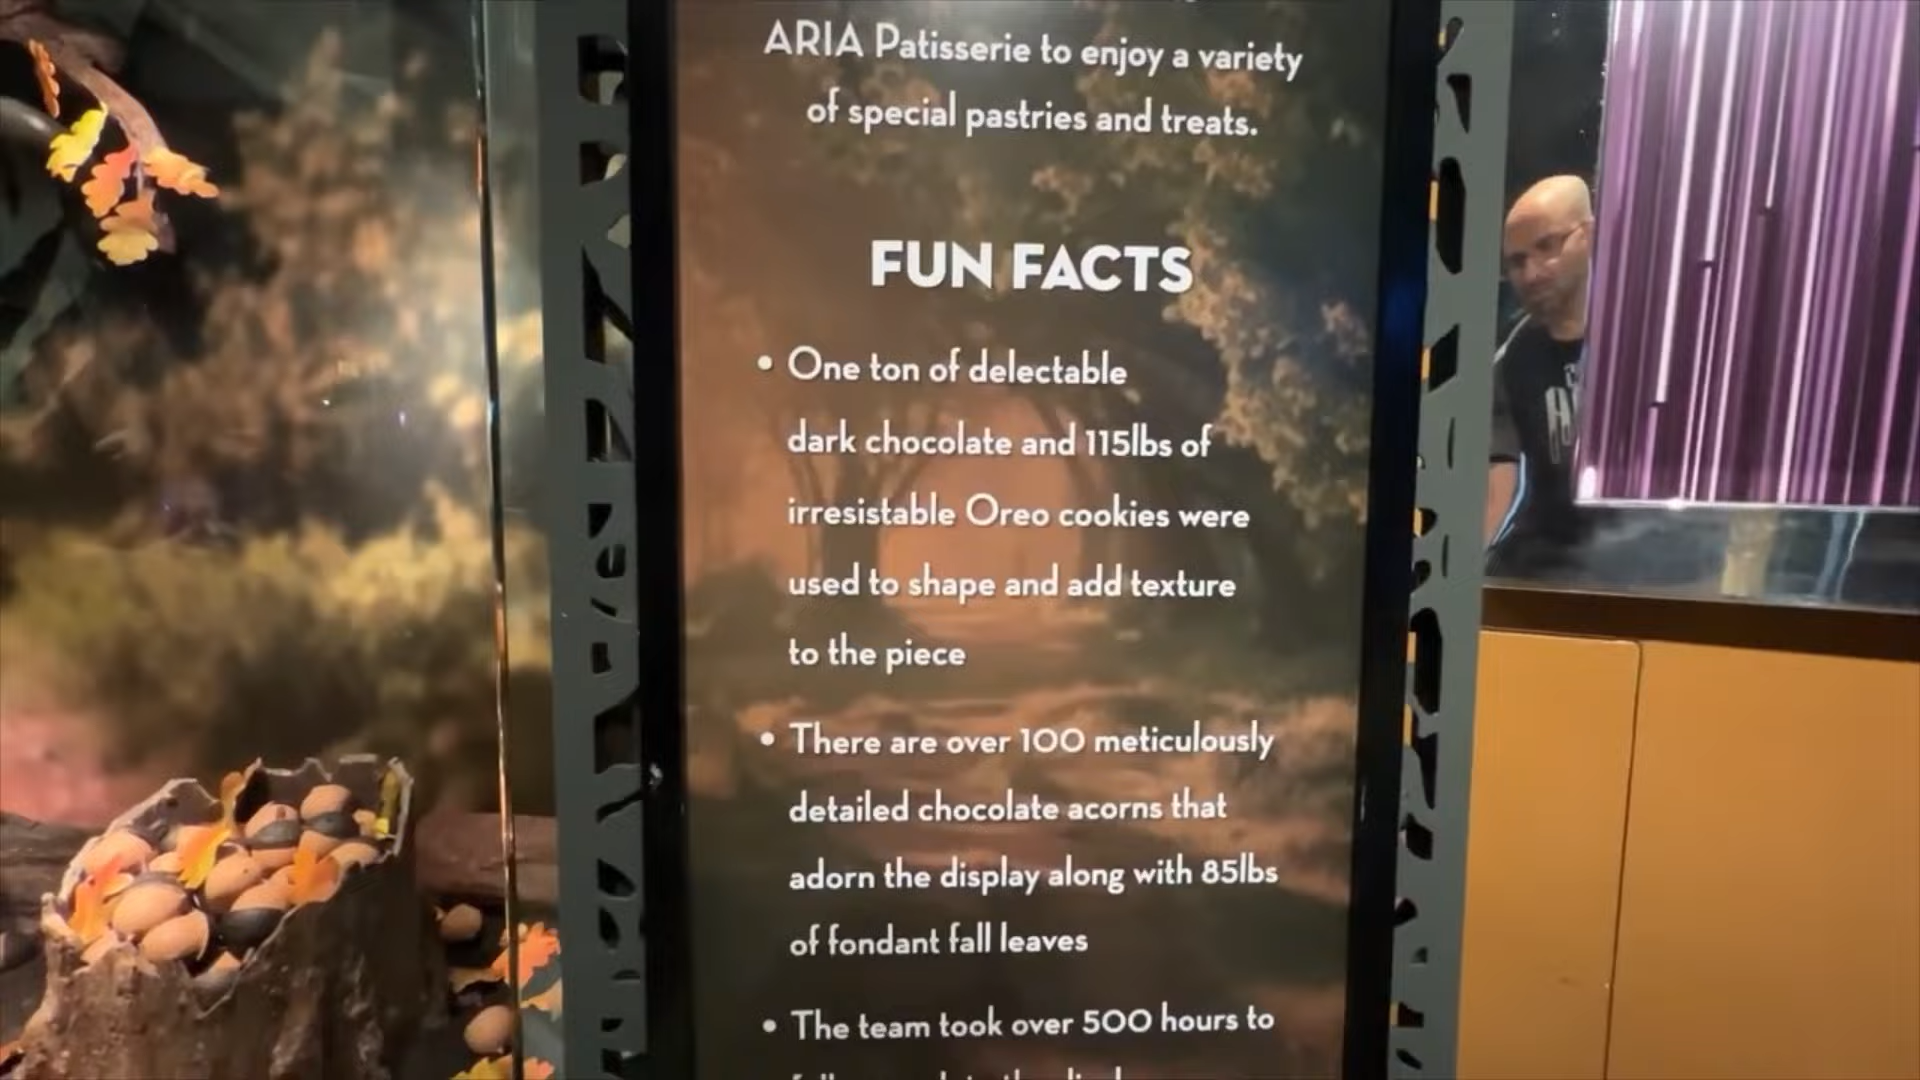 ARIA Patisserie to enjoy a variety
of special pastries and treats.
FUN FACTS
• One ton of delectable
dark chocolate and 115lbs of
irresistable Oreo cookies were
used to shape and add texture
to the piece
• There are over 100 meticulously
detailed chocolate acorns that
adorn the display along with 85lbs
of fondant fall leaves
• The team took over 500 hours to